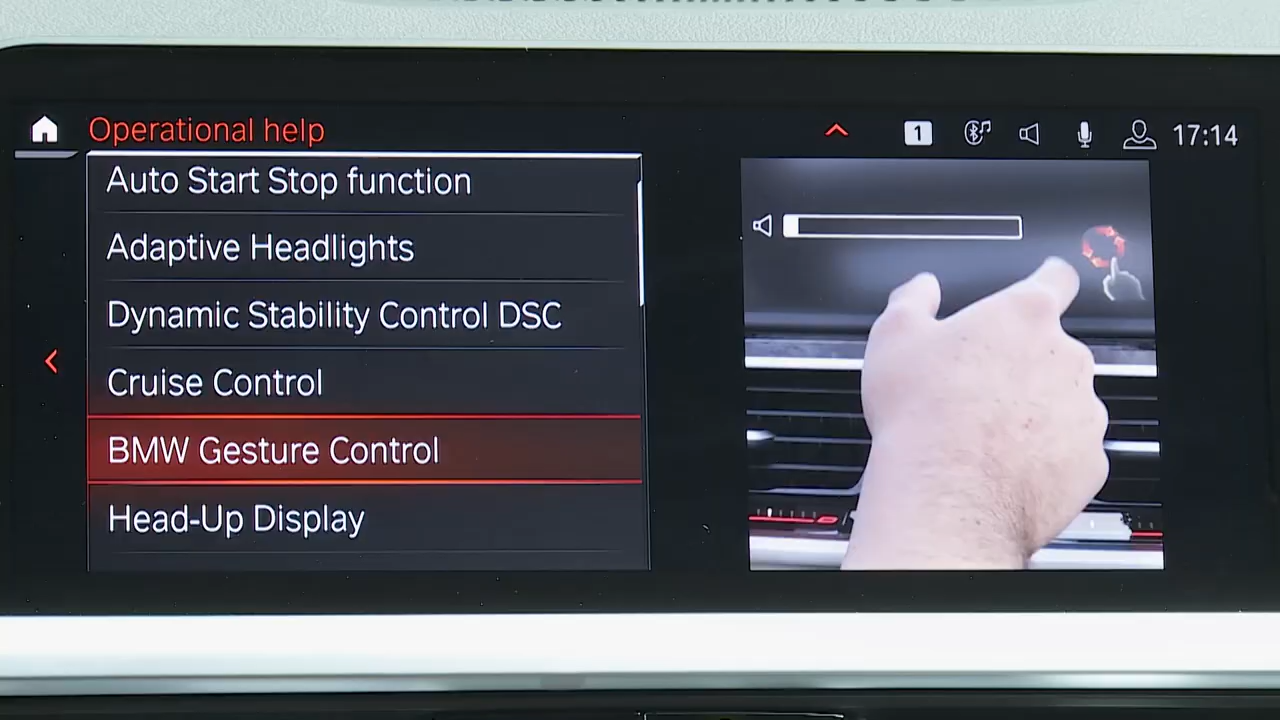 Operational help
1
17:14
Auto Start Stop function
Adaptive Headlights
Dynamic Stability Control DSC
Cruise Control
BMW Gesture Control
Head-Up Display